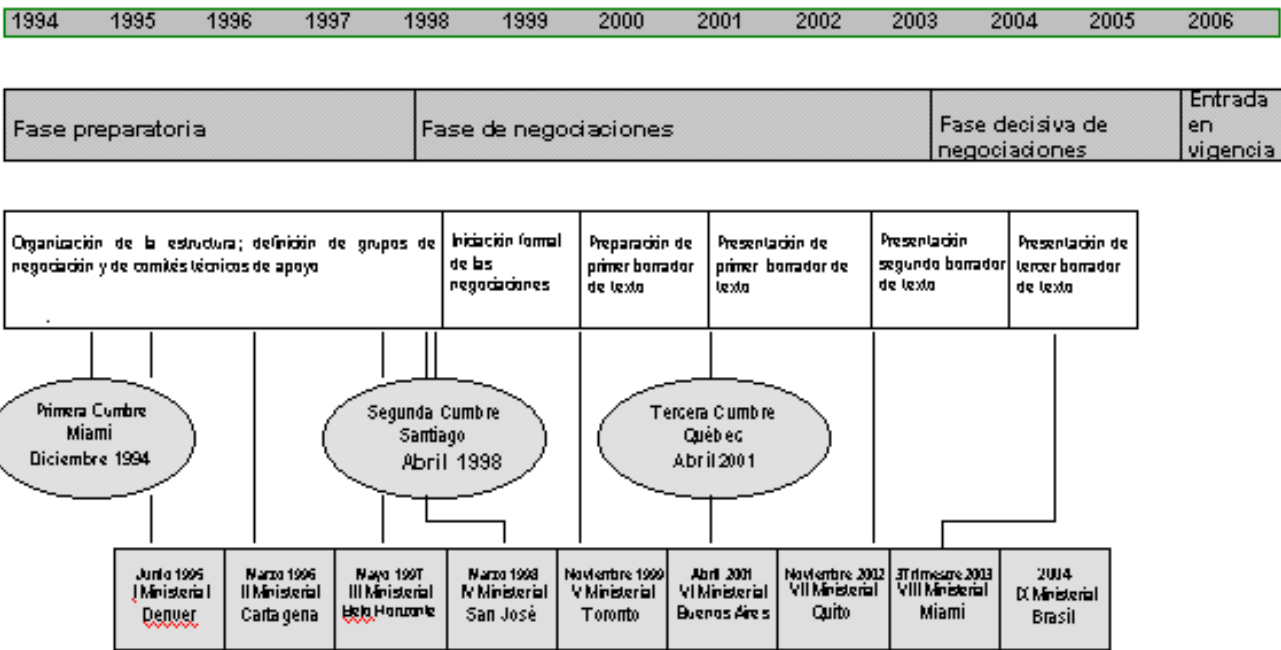 1994 1995 1996 1997 1998 1999 2000 2001 2002 2003 2004 2005 2006
Fase preparatoria
Fase de negociaciones
Fase decisiva de
negociaciones
Entrada
en
vigencia
Organización de la estructura; definición de grupos de
negociación y de comités técnicos de apoyo
.
Iniciación formal
de las
negociaciones
Preparación de
primer borrador
de texto
Presentación de
primer borrador de
texto
Presentación
segundo borrador
de texto
Presentación de
tercer borrador
de texto
Primera Cumbre
Miami
Diciembre 1994
Segunda Cumbre
Santiago
Abril 1998
Tercera Cumbre
Québec
Abril 2001
Junio 1995
I Ministerial
Denver
Marzo 1996
II Ministerial
Cartagena
Mayo 1997
III Ministerial
Belo Horizonte
Marzo 1998
IV Ministerial
San José
Noviembre 1999
V Ministerial
Toronto
Abril 2001
VI Ministerial
Buenos Aires
Noviembre 2002
VII Ministerial
Quito
3Trimestre 2003
VIII Ministerial
Miami
2004
IX Ministerial
Brasil